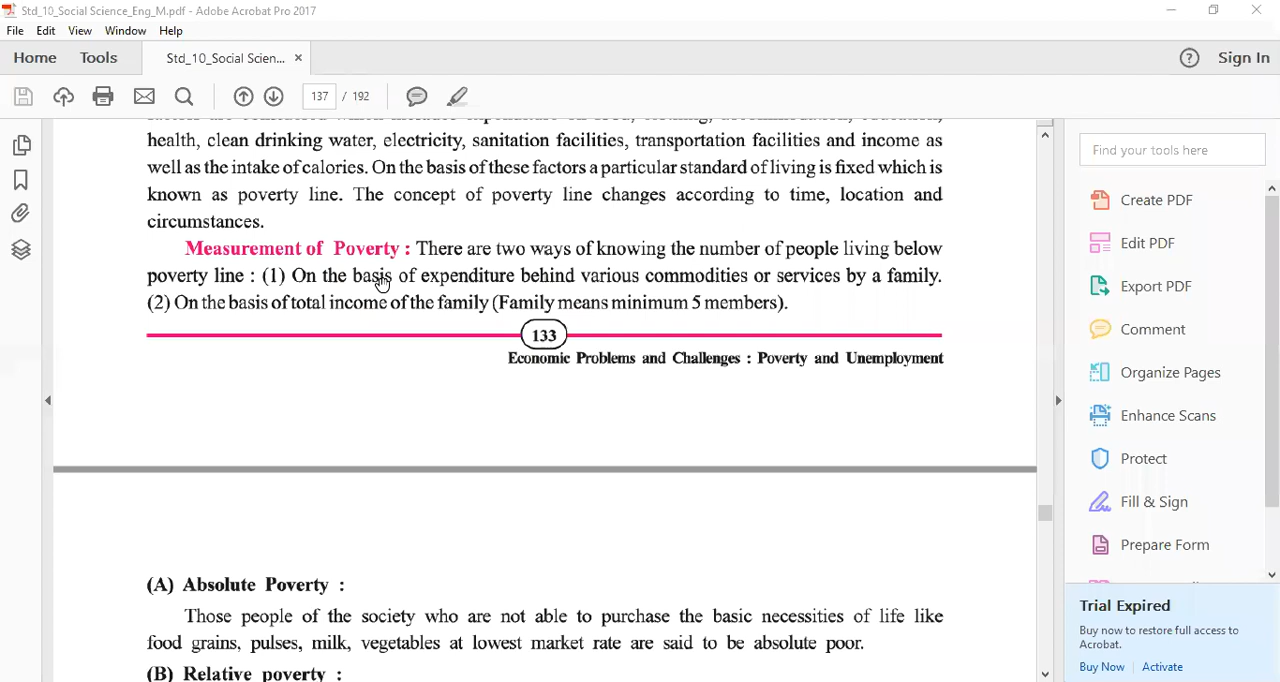 Std_10_Social Science_Eng_M.pdf - Adobe Acrobat Pro 2017
File Edit View Window Help
Home Tools Std_10_Social Scien... × ? Sign In
137 / 192
health, clean drinking water, electricity, sanitation facilities, transportation facilities and income as
well as the intake of calories. On the basis of these factors a particular standard of living is fixed which is
known as poverty line. The concept of poverty line changes according to time, location and
circumstances.
Measurement of Poverty : There are two ways of knowing the number of people living below
poverty line : (1) On the basis of expenditure behind various commodities or services by a family.
(2) On the basis of total income of the family (Family means minimum 5 members).
133
Economic Problems and Challenges : Poverty and Unemployment
(A) Absolute Poverty :
Those people of the society who are not able to purchase the basic necessities of life like
food grains, pulses, milk, vegetables at lowest market rate are said to be absolute poor.
(B) Relative poverty :
Find your tools here
Create PDF
Edit PDF
Export PDF
Comment
Organize Pages
Enhance Scans
Protect
Fill & Sign
Prepare Form
Trial Expired
Buy now to restore full access to
Acrobat.
Buy Now Activate